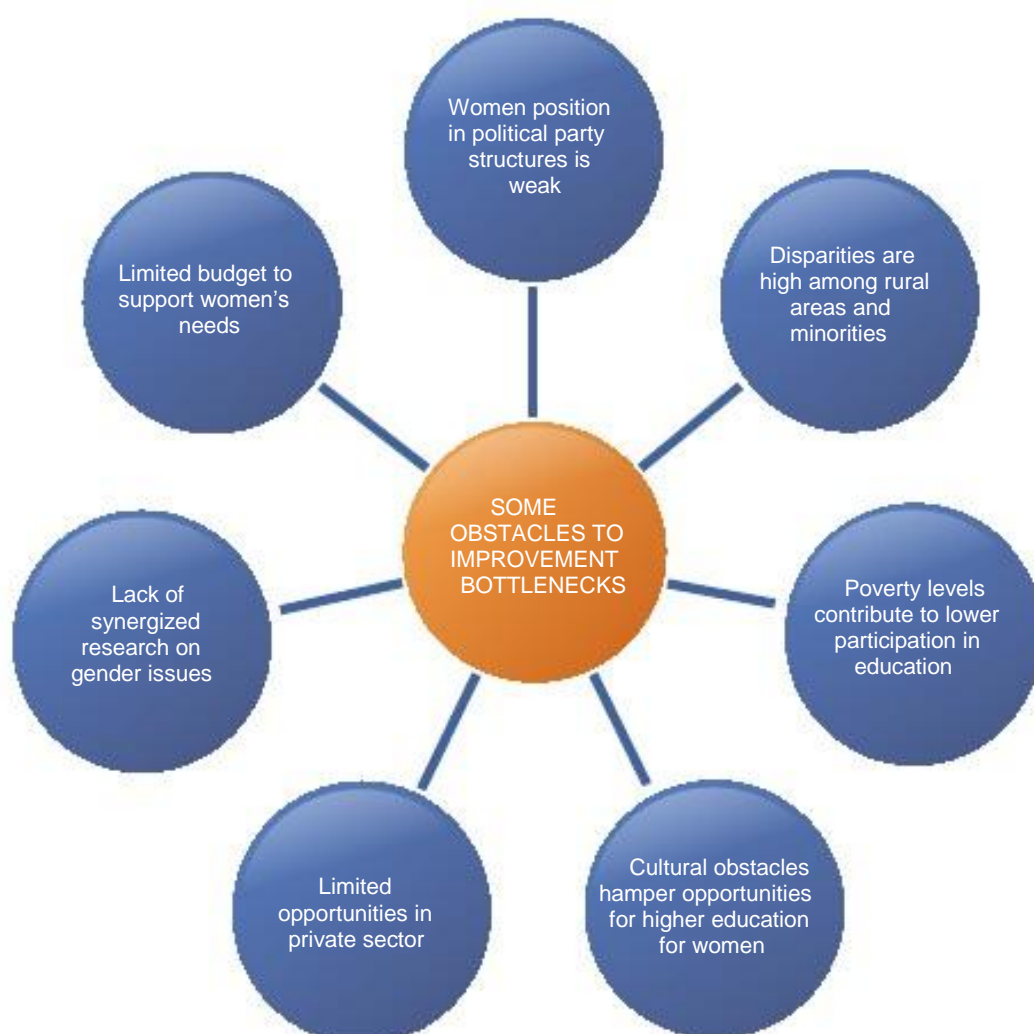 Women position
in political party
structures is
weak
Disparities are
high among rural
areas and
minorities
Poverty levels
contribute to lower
participation in
education
Cultural obstacles
hamper opportunities
for higher education
for women
Limited
opportunities in
private sector
Lack of
synergized
research on
gender issues
Limited budget to
support women’s
needs
SOME
OBSTACLES TO
IMPROVEMENT
BOTTLENECKS